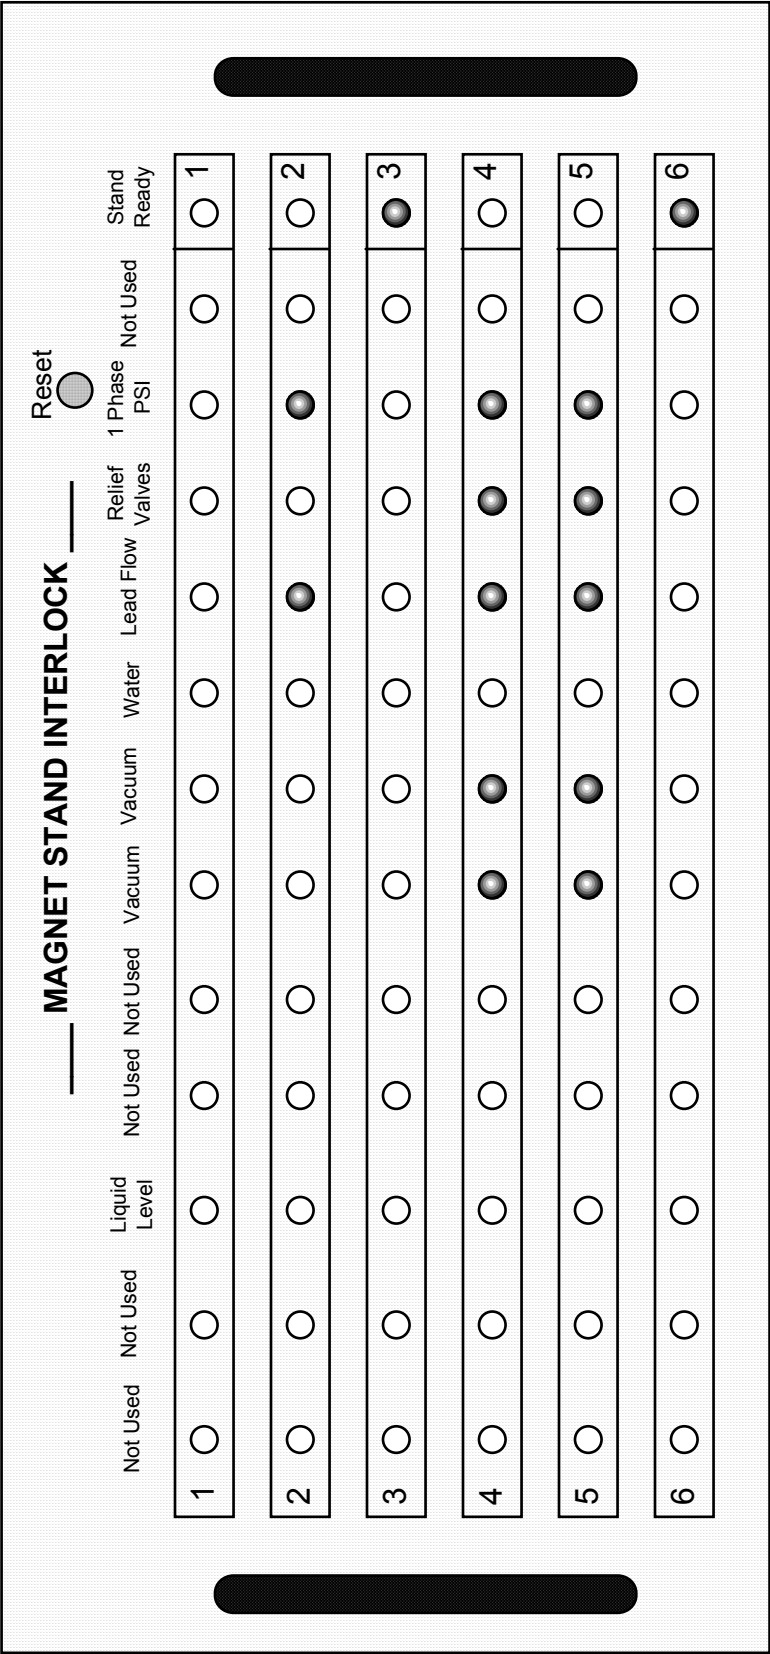 ____ MAGNET STAND INTERLOCK ____
Reset
Not Used
Not Used
Liquid
Level
Not Used
Not Used
Vacuum
Vacuum
Water
Lead Flow
Relief
Valves
1 Phase
PSI
Not Used
Stand
Ready
1 1
2 2
3 3
4 4
5 5
6 6